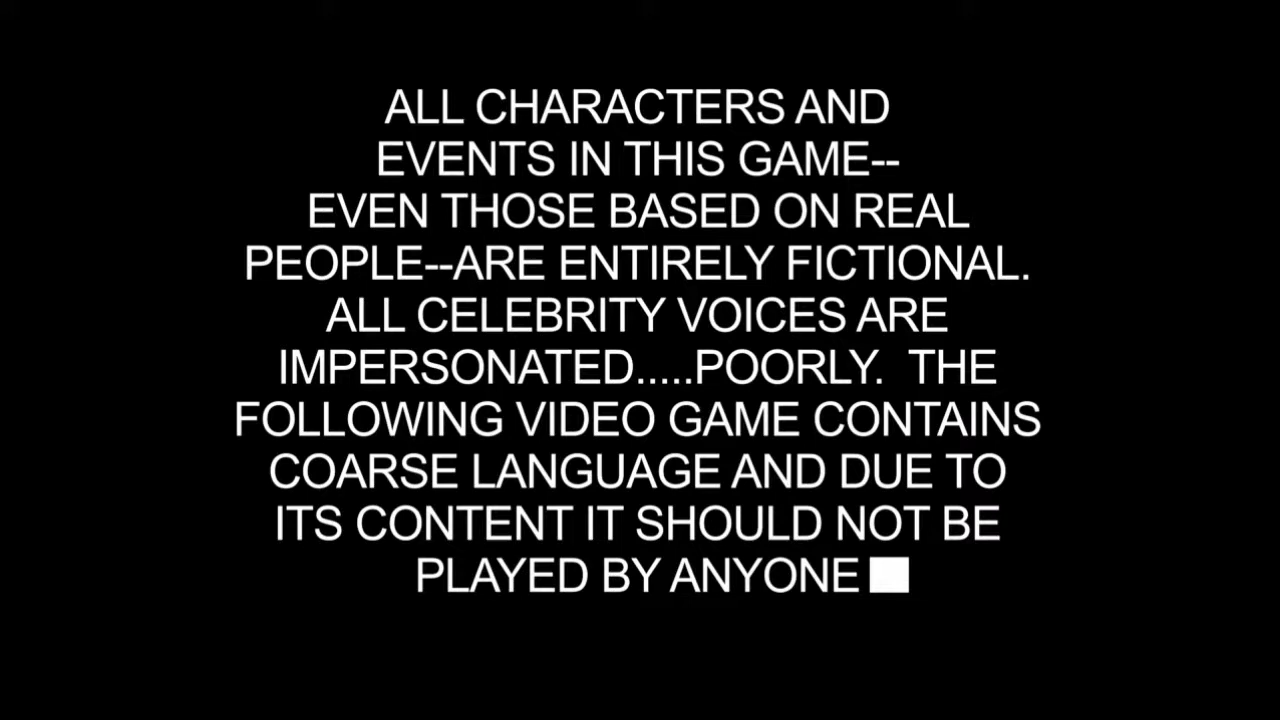 ALL CHARACTERS AND
EVENTS IN THIS GAME--
EVEN THOSE BASED ON REAL
PEOPLE--ARE ENTIRELY FICTIONAL.
ALL CELEBRITY VOICES ARE
IMPERSONATED.....POORLY.  THE
FOLLOWING VIDEO GAME CONTAINS
COARSE LANGUAGE AND DUE TO
ITS CONTENT IT SHOULD NOT BE
PLAYED BY ANYONE